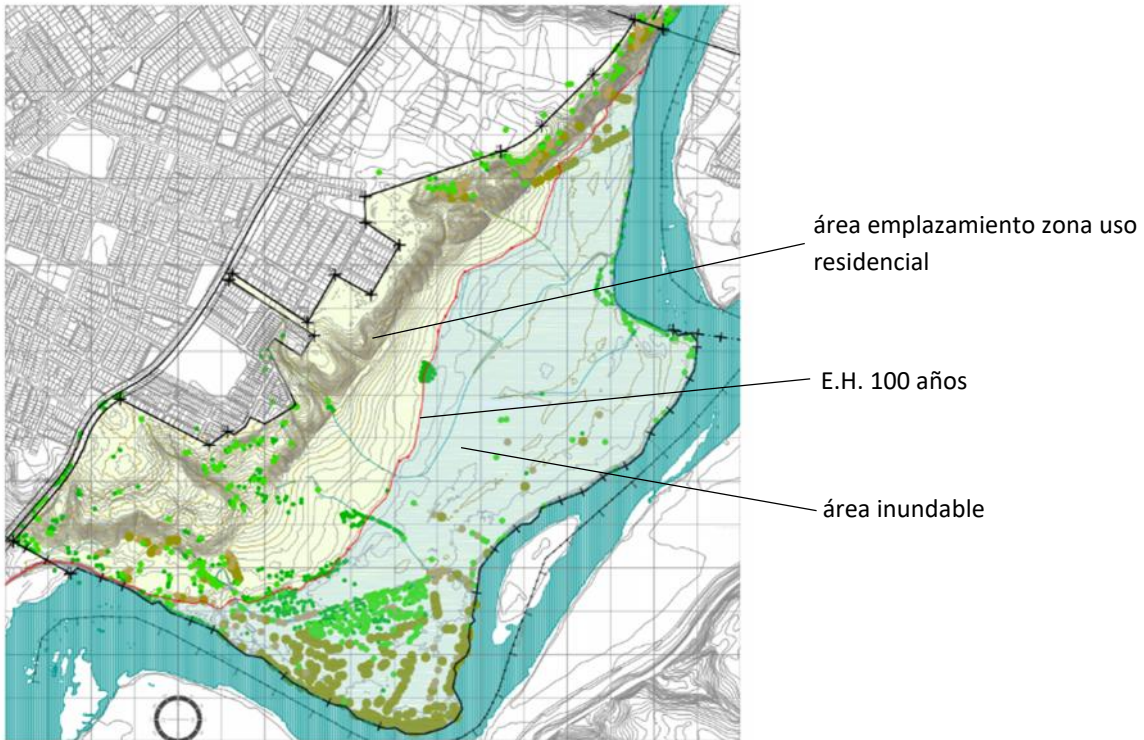 área emplazamiento zona uso
residencial
E.H. 100 años
área inundable